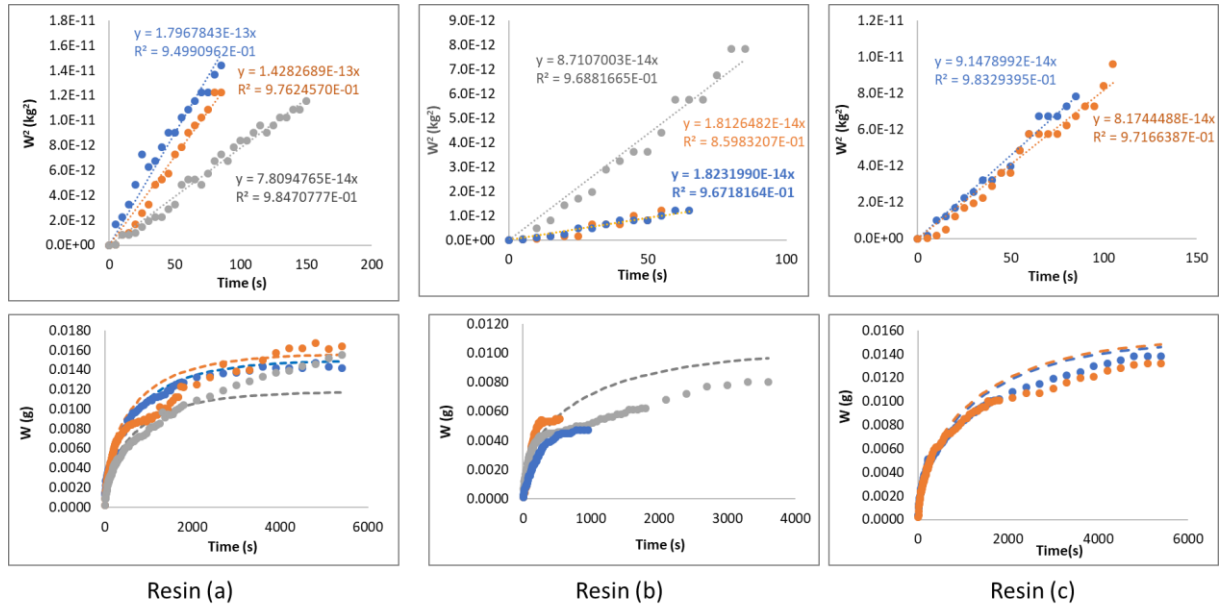 1.8E-11
1.6E-11
1.4E-11
1.2E-11
1.0E-11
8.0E-12
6.0E-12
4.0E-12
2.0E-12
0.0E+00
W² (kg²)
y = 1.7967843E-13x
R² = 9.4990962E-01
y = 1.4282689E-13x
R² = 9.7624570E-01
y = 7.8094765E-14x
R² = 9.8470777E-01
0 50 100 150 200
Time (s)
9.0E-12
8.0E-12
7.0E-12
6.0E-12
5.0E-12
4.0E-12
3.0E-12
2.0E-12
1.0E-12
0.0E+00
W² (kg²)
y = 8.7107003E-14x
R² = 9.6881665E-01
y = 1.8126482E-14x
R² = 8.5983207E-01
y = 1.8231990E-14x
R² = 9.6718164E-01
0 50 100
Time (s)
1.2E-11
1.0E-11
8.0E-12
6.0E-12
4.0E-12
2.0E-12
0.0E+00
W² (kg²)
y = 9.1478992E-14x
R² = 9.8329395E-01
y = 8.1744488E-14x
R² = 9.7166387E-01
0 50 100 150
Time (s)
0.0180
0.0160
0.0140
0.0120
0.0100
0.0080
0.0060
0.0040
0.0020
0.0000
W (g)
0 2000 4000 6000
Time (s)
0.0120
0.0100
0.0080
0.0060
0.0040
0.0020
0.0000
W (g)
0 1000 2000 3000 4000
Time (s)
0.0160
0.0140
0.0120
0.0100
0.0080
0.0060
0.0040
0.0020
0.0000
W (g)
0 2000 4000 6000
Time(s)
Resin (a)
Resin (b)
Resin (c)